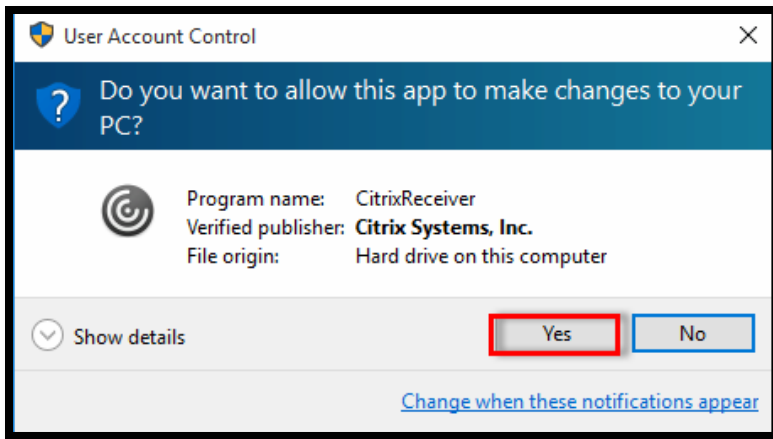 User Account Control
Do you want to allow this app to make changes to your
PC?
Program name: CitrixReceiver
Verified publisher: Citrix Systems, Inc.
File origin: Hard drive on this computer
Show details
Yes
No
Change when these notifications appear